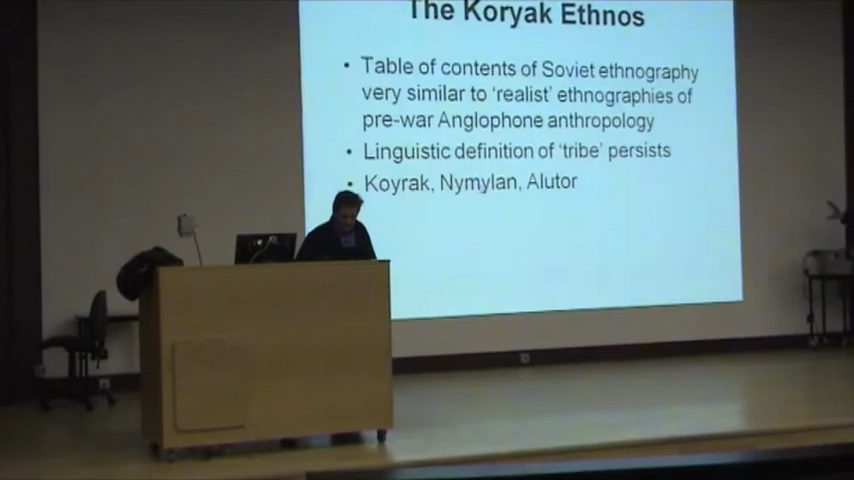 The Koryak Ethnos
• Table of contents of Soviet ethnography
very similar to 'realist' ethnographies of
pre-war Anglophone anthropology
• Linguistic definition of 'tribe' persists
• Koyrak, Nymylan, Alutor